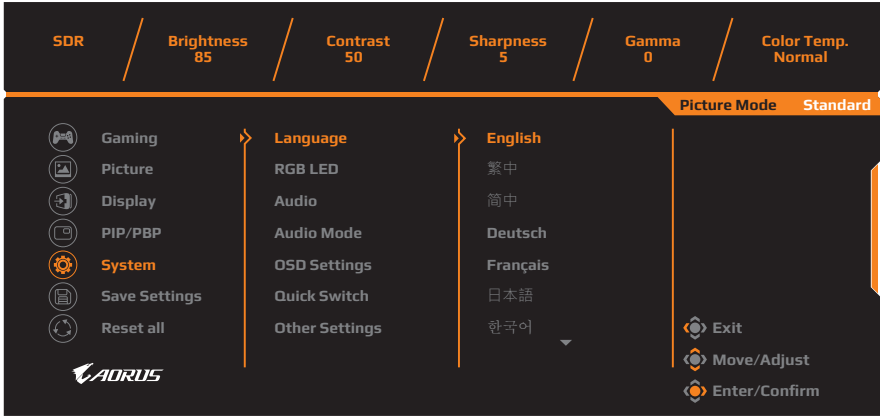 SDR Brightness Contrast Sharpness Gamma Color Temp.
85 50 5 0 Normal
Picture Mode Standard
Gaming Language English
Picture RGB LED 繁中
Display Audio 简中
PIP/PBP Audio Mode Deutsch
System OSD Settings Français
Save Settings Quick Switch 日本語
Reset all Other Settings 한국어
Exit
Move/Adjust
AORUS
Enter/Confirm